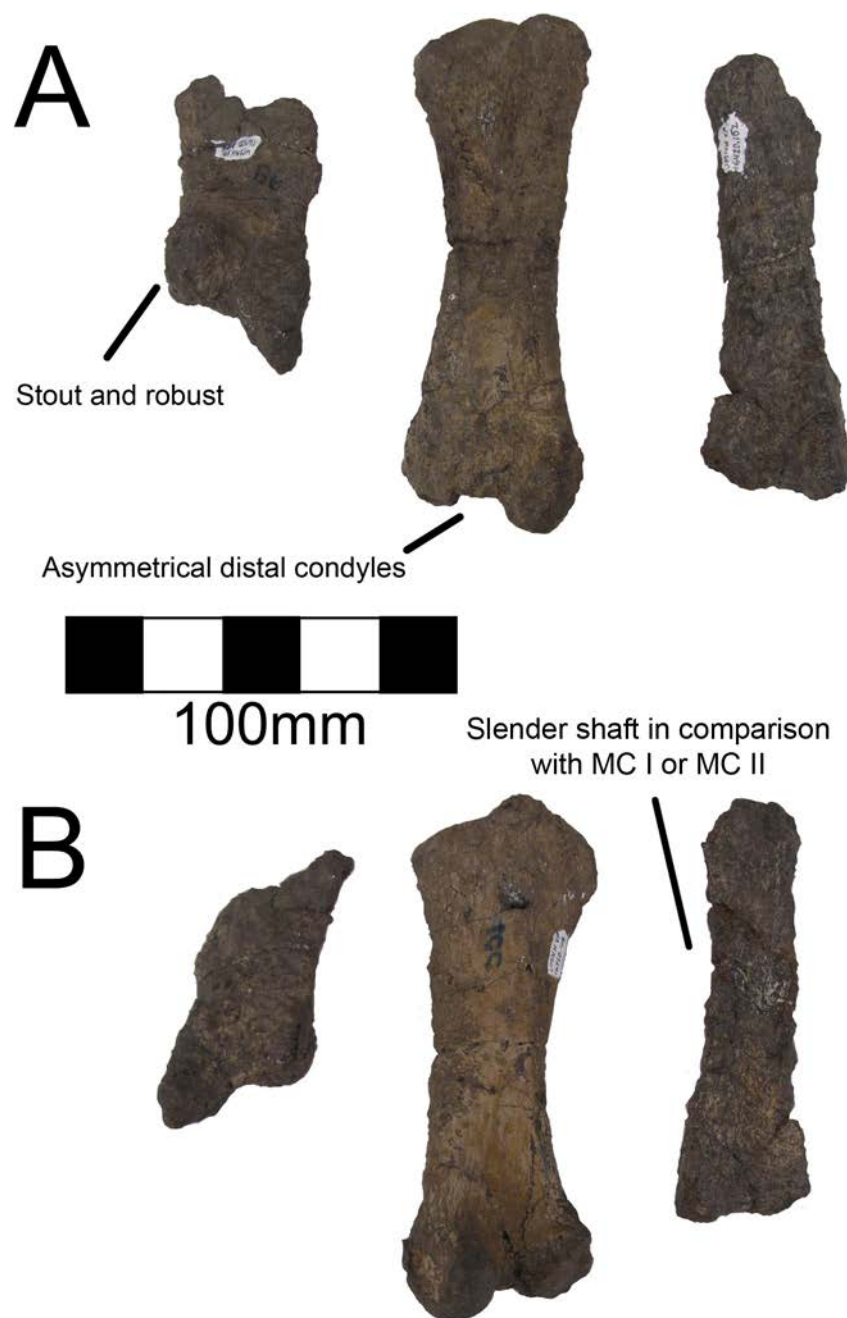 A
Stout and robust
Asymmetrical distal condyles
100mm
Slender shaft in comparison
with MC I or MC II
B